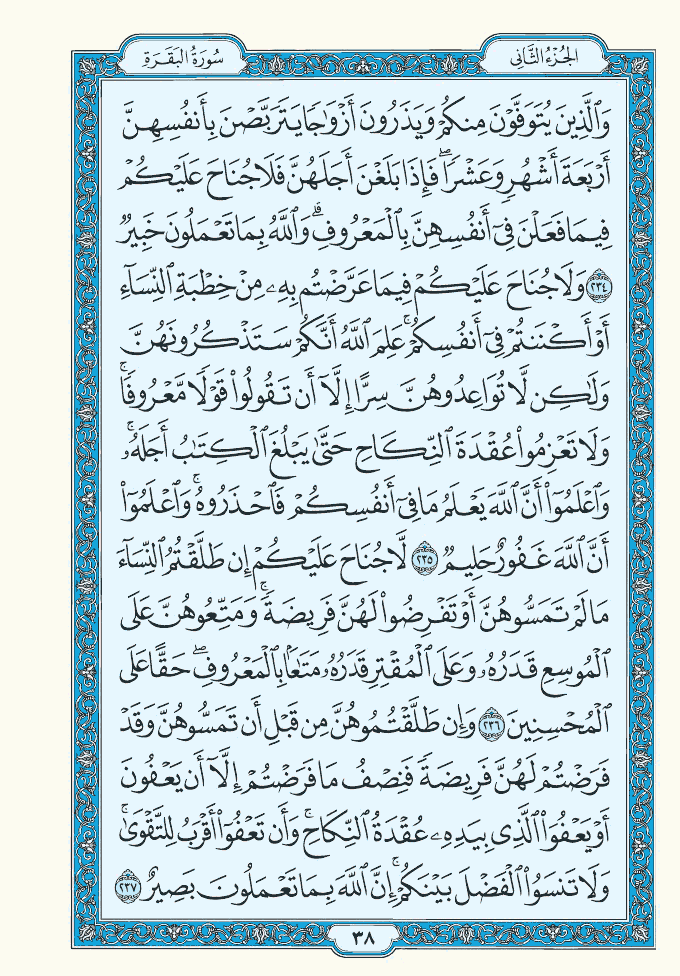 الجُزْءُ الثَّانِي
سُورَةُ البَقَرَةِ
وَٱلَّذِينَ يُتَوَفَّوْنَ مِنكُمْ وَيَذَرُونَ أَزْوَٰجًا يَتَرَبَّصْنَ بِأَنفُسِهِنَّ
أَرْبَعَةَ أَشْهُرٍ وَعَشْرًا ۖ فَإِذَا بَلَغْنَ أَجَلَهُنَّ فَلَا جُنَاحَ عَلَيْكُمْ
فِيمَا فَعَلْنَ فِىٓ أَنفُسِهِنَّ بِٱلْمَعْرُوفِ ۗ وَٱللَّهُ بِمَا تَعْمَلُونَ خَبِيرٌ
٢٣٤ وَلَا جُنَاحَ عَلَيْكُمْ فِيمَا عَرَّضْتُم بِهِۦ مِنْ خِطْبَةِ ٱلنِّسَآءِ
أَوْ أَكْنَنتُمْ فِىٓ أَنفُسِكُمْ ۚ عَلِمَ ٱللَّهُ أَنَّكُمْ سَتَذْكُرُونَهُنَّ
وَلَٰكِن لَّا تُوَاعِدُوهُنَّ سِرًّا إِلَّآ أَن تَقُولُوا۟ قَوْلًا مَّعْرُوفًا ۚ
وَلَا تَعْزِمُوا۟ عُقْدَةَ ٱلنِّكَاحِ حَتَّىٰ يَبْلُغَ ٱلْكِتَٰبُ أَجَلَهُۥ ۚ
وَٱعْلَمُوٓا۟ أَنَّ ٱللَّهَ يَعْلَمُ مَا فِىٓ أَنفُسِكُمْ فَٱحْذَرُوهُ ۚ وَٱعْلَمُوٓا۟
أَنَّ ٱللَّهَ غَفُورٌ حَلِيمٌ ٢٣٥ لَّا جُنَاحَ عَلَيْكُمْ إِن طَلَّقْتُمُ ٱلنِّسَآءَ
مَا لَمْ تَمَسُّوهُنَّ أَوْ تَفْرِضُوا۟ لَهُنَّ فَرِيضَةً ۚ وَمَتِّعُوهُنَّ عَلَى
ٱلْمُوسِعِ قَدَرُهُۥ وَعَلَى ٱلْمُقْتِرِ قَدَرُهُۥ مَتَٰعًۢا بِٱلْمَعْرُوفِ ۖ حَقًّا عَلَى
ٱلْمُحْسِنِينَ ٢٣٦ وَإِن طَلَّقْتُمُوهُنَّ مِن قَبْلِ أَن تَمَسُّوهُنَّ وَقَدْ
فَرَضْتُمْ لَهُنَّ فَرِيضَةً فَنِصْفُ مَا فَرَضْتُمْ إِلَّآ أَن يَعْفُونَ
أَوْ يَعْفُوَا۟ ٱلَّذِى بِيَدِهِۦ عُقْدَةُ ٱلنِّكَاحِ ۚ وَأَن تَعْفُوٓا۟ أَقْرَبُ لِلتَّقْوَىٰ ۚ
وَلَا تَنسَوُا۟ ٱلْفَضْلَ بَيْنَكُمْ ۚ إِنَّ ٱللَّهَ بِمَا تَعْمَلُونَ بَصِيرٌ ٢٣٧
٣٨